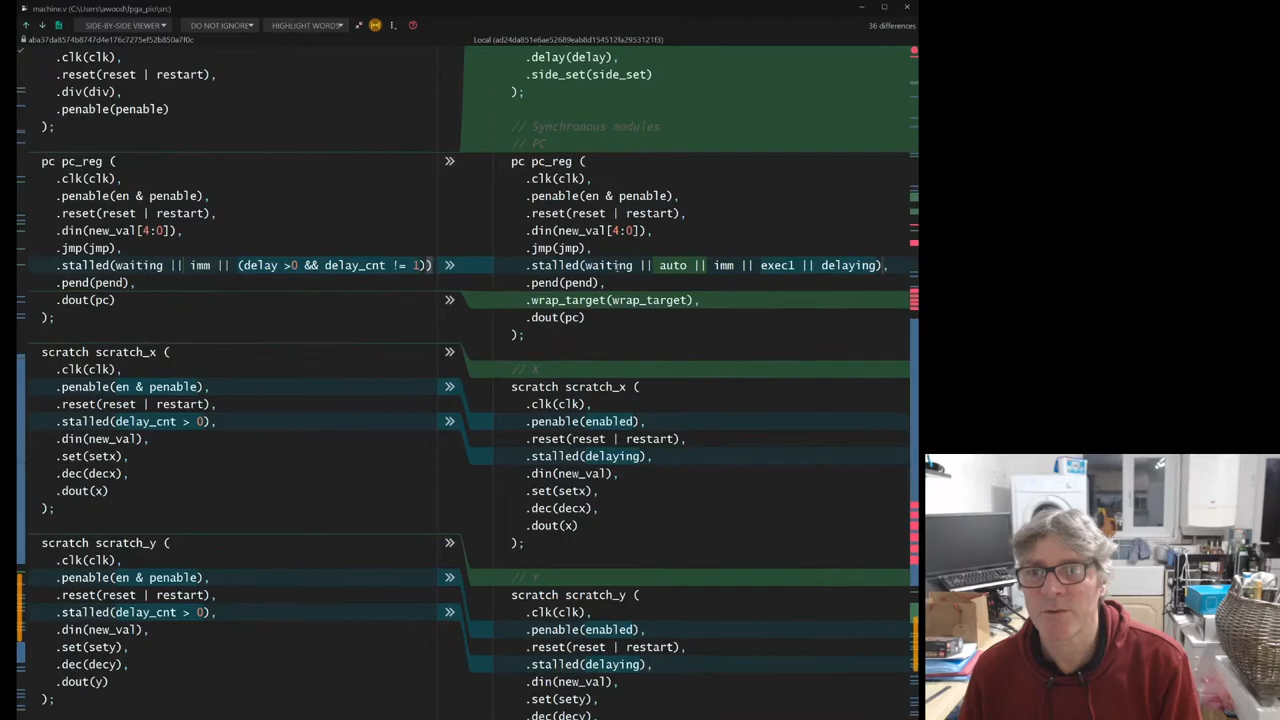 machine.v (C:\Users\awood\fpga_pio\src)
SIDE-BY-SIDE VIEWER
DO NOT IGNORE
HIGHLIGHT WORDS
36 differences
Local (ad24da851e6ae52689eab8d154512fa2953121f3)
.clk(clk),
.reset(reset | restart),
.div(div),
.penable(penable)
);
pc pc_reg (
.clk(clk),
.penable(en & penable),
.reset(reset | restart),
.din(new_val[4:0]),
.jmp(jmp),
.stalled(waiting || imm || (delay >0 && delay_cnt != 1))
.pend(pend),
.dout(pc)
);
scratch scratch_x (
.clk(clk),
.penable(en & penable),
.reset(reset | restart),
.stalled(delay_cnt > 0),
.din(new_val),
.set(setx),
.dec(decx),
.dout(x)
);
scratch scratch_y (
.clk(clk),
.penable(en & penable),
.reset(reset | restart),
.stalled(delay_cnt > 0)
.din(new_val),
.set(sety),
.dec(decy),
.dout(y)
);
.delay(delay),
.side_set(side_set)
);
// Synchronous modules
// PC
pc pc_reg (
.clk(clk),
.penable(en & penable),
.reset(reset | restart),
.din(new_val[4:0]),
.jmp(jmp),
.stalled(waiting || auto || imm || exec1 || delaying),
.pend(pend),
.wrap_target(wrap_target),
.dout(pc)
);
// X
scratch scratch_x (
.clk(clk),
.penable(enabled),
.reset(reset | restart),
.stalled(delaying),
.din(new_val),
.set(setx),
.dec(decx),
.dout(x)
);
// Y
scratch scratch_y (
.clk(clk),
.penable(enabled),
.reset(reset | restart),
.stalled(delaying),
.din(new_val),
.set(sety),